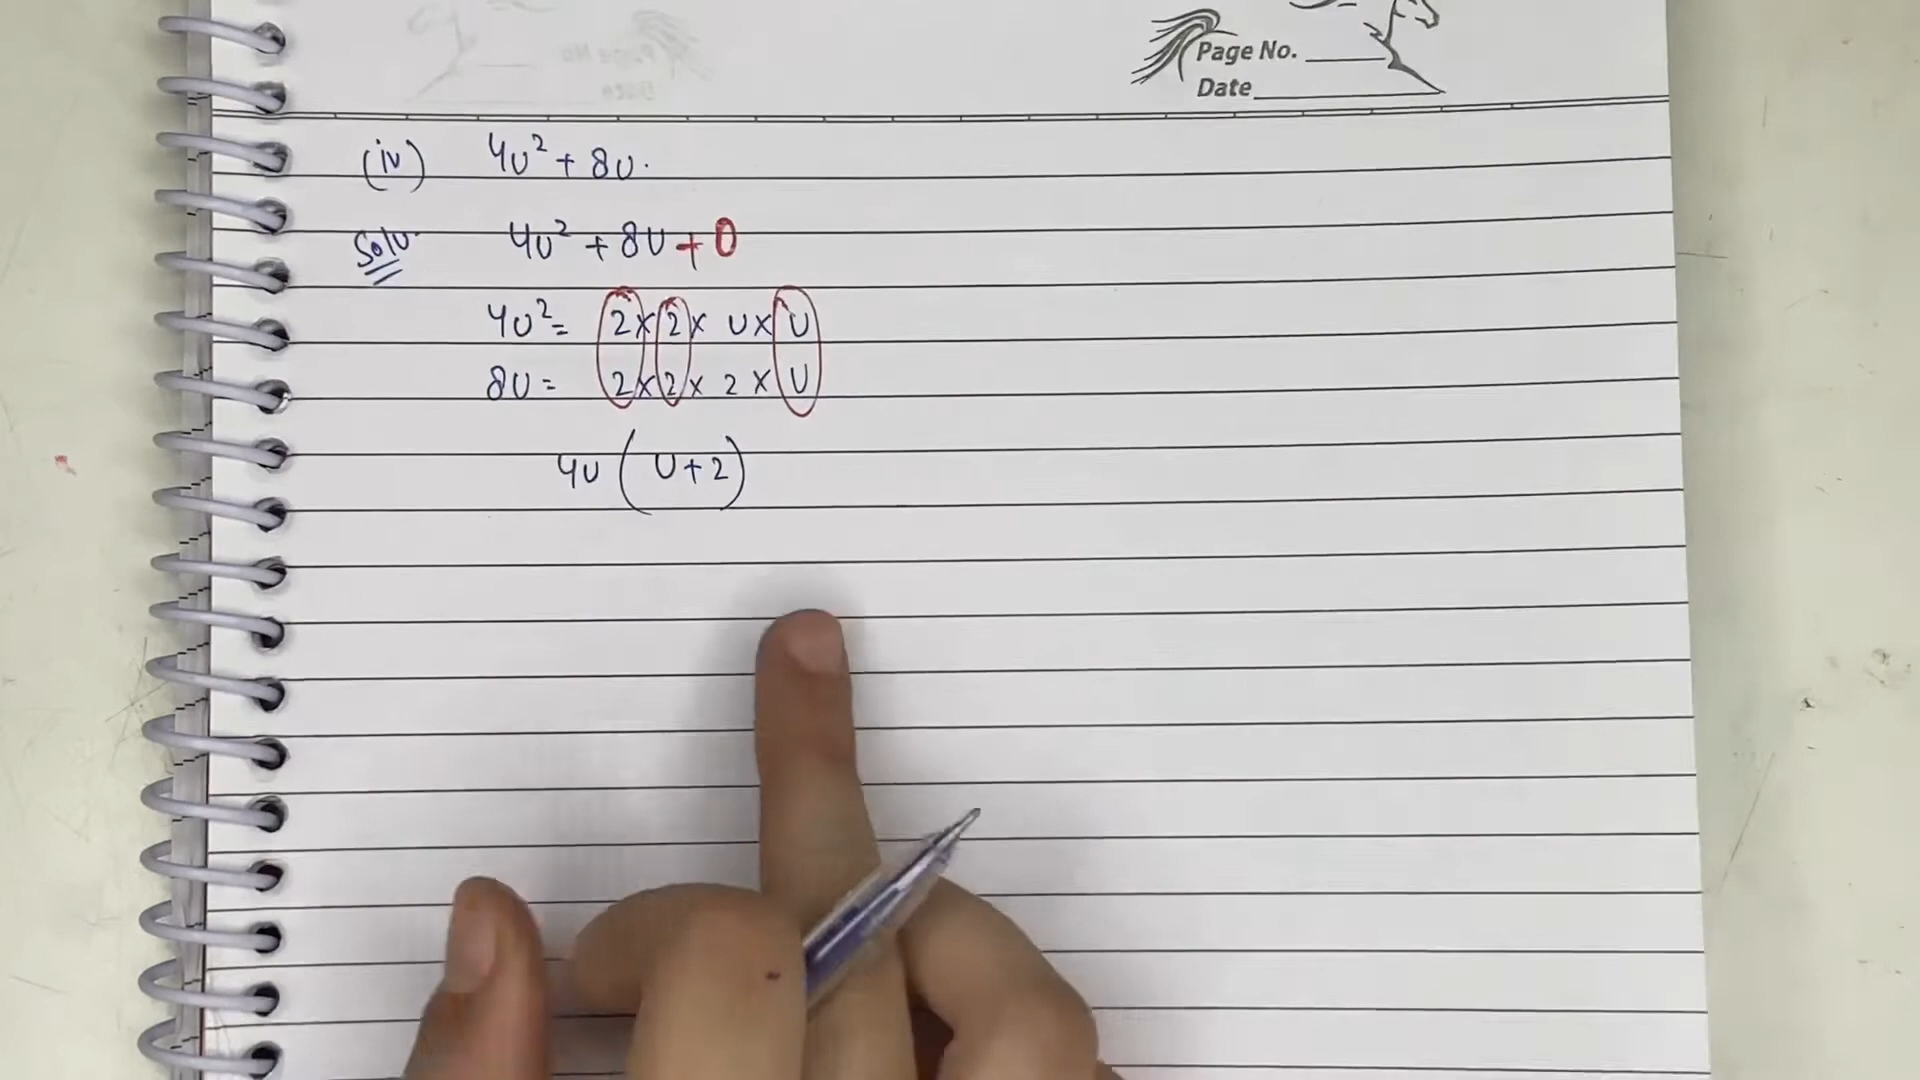 Page No.
Date
(iv) 4u² + 8u.
Solu. 4u² + 8u + 0
4u² = 2 x 2 x u x u
8u = 2 x 2 x 2 x u
4u ( u + 2 )